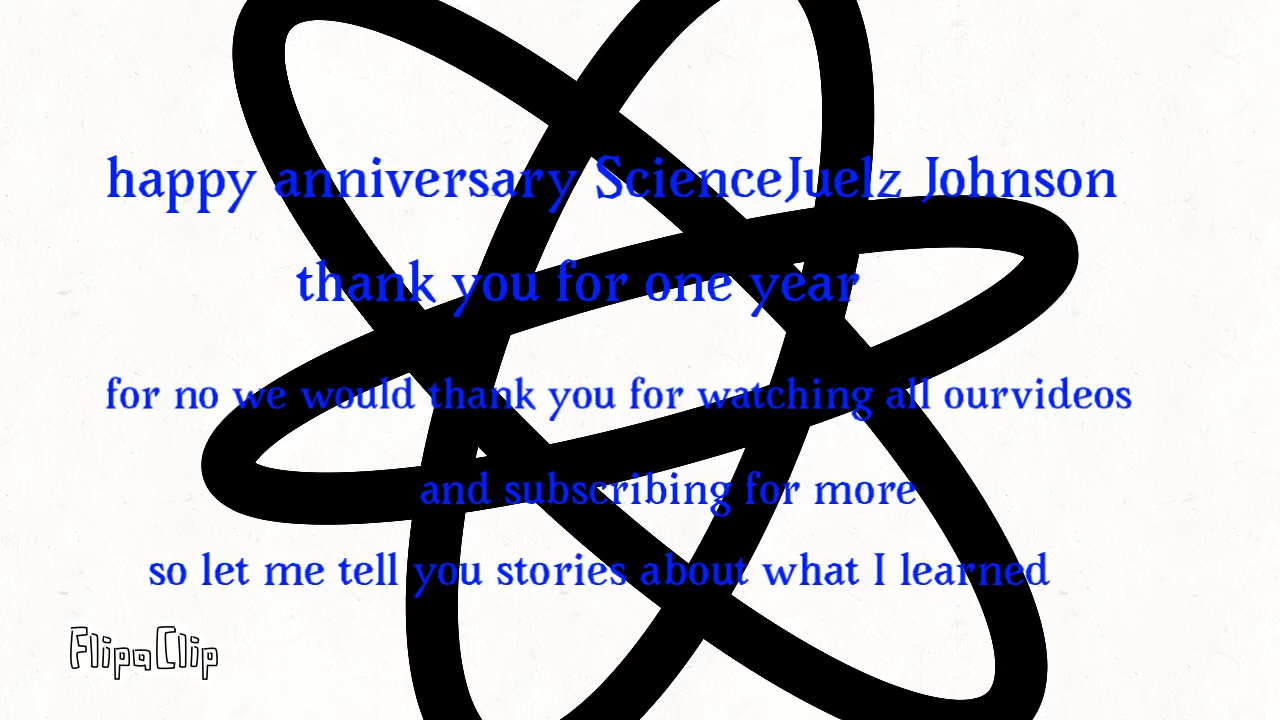 happy anniversary ScienceJuelz Johnson
thank you for one year
for no we would thank you for watching all ourvideos
and subscribing for more
so let me tell you stories about what I learned
FlipaClip